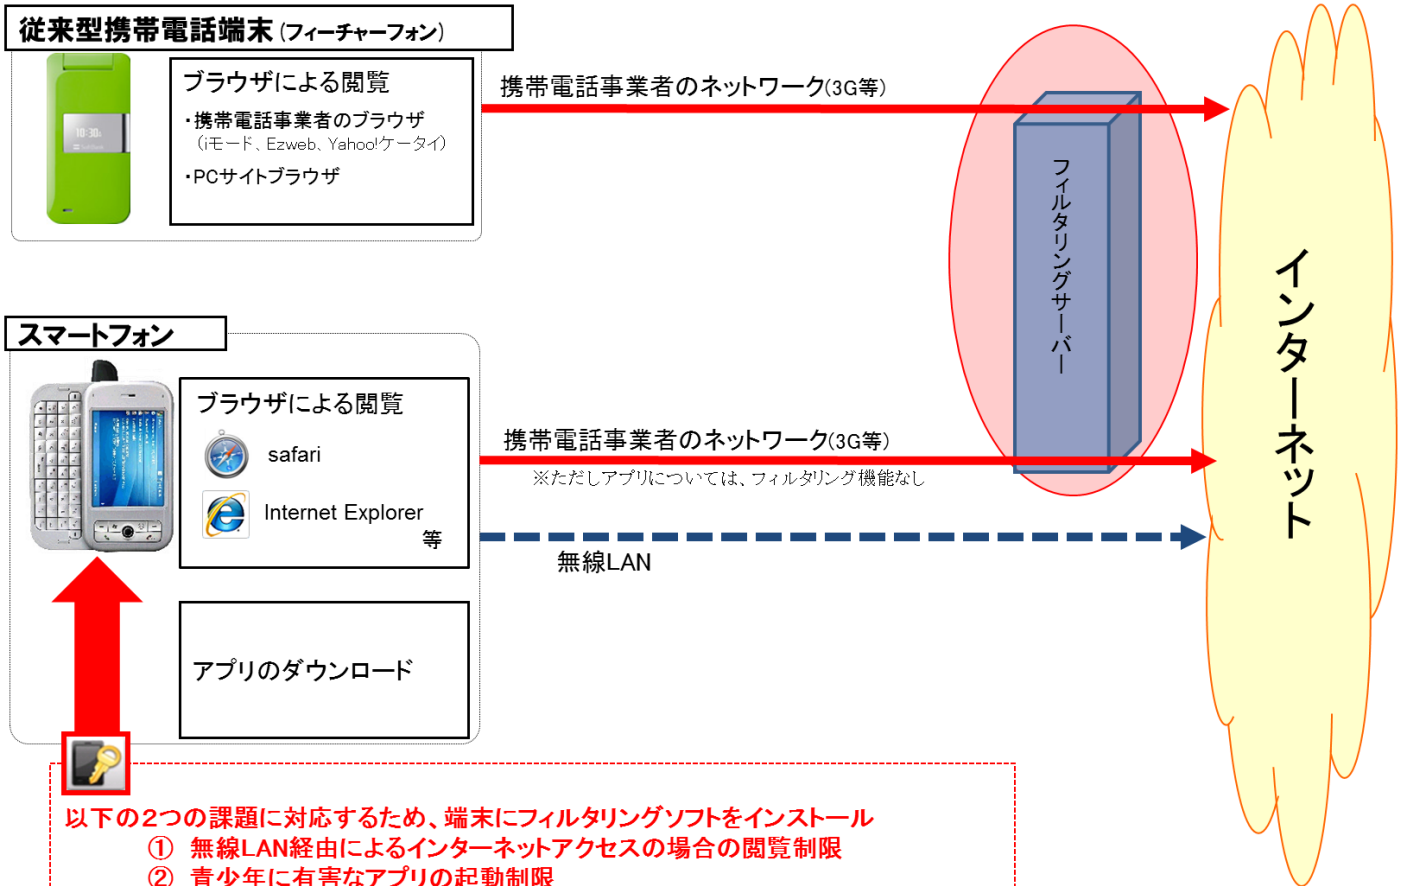 従来型携帯電話端末(フィーチャーフォン)
ブラウザによる閲覧
・携帯電話事業者のブラウザ
（iモード、Ezweb、Yahoo!ケータイ）
・PCサイトブラウザ
10:30
携帯電話事業者のネットワーク(3G等)
フィルタリングサーバー
インターネット
スマートフォン
ブラウザによる閲覧
safari
Internet Explorer
等
携帯電話事業者のネットワーク(3G等)
※ただしアプリについては、フィルタリング機能なし
無線LAN
アプリのダウンロード
以下の２つの課題に対応するため、端末にフィルタリングソフトをインストール
① 無線LAN経由によるインターネットアクセスの場合の閲覧制限
② 青少年に有害なアプリの起動制限